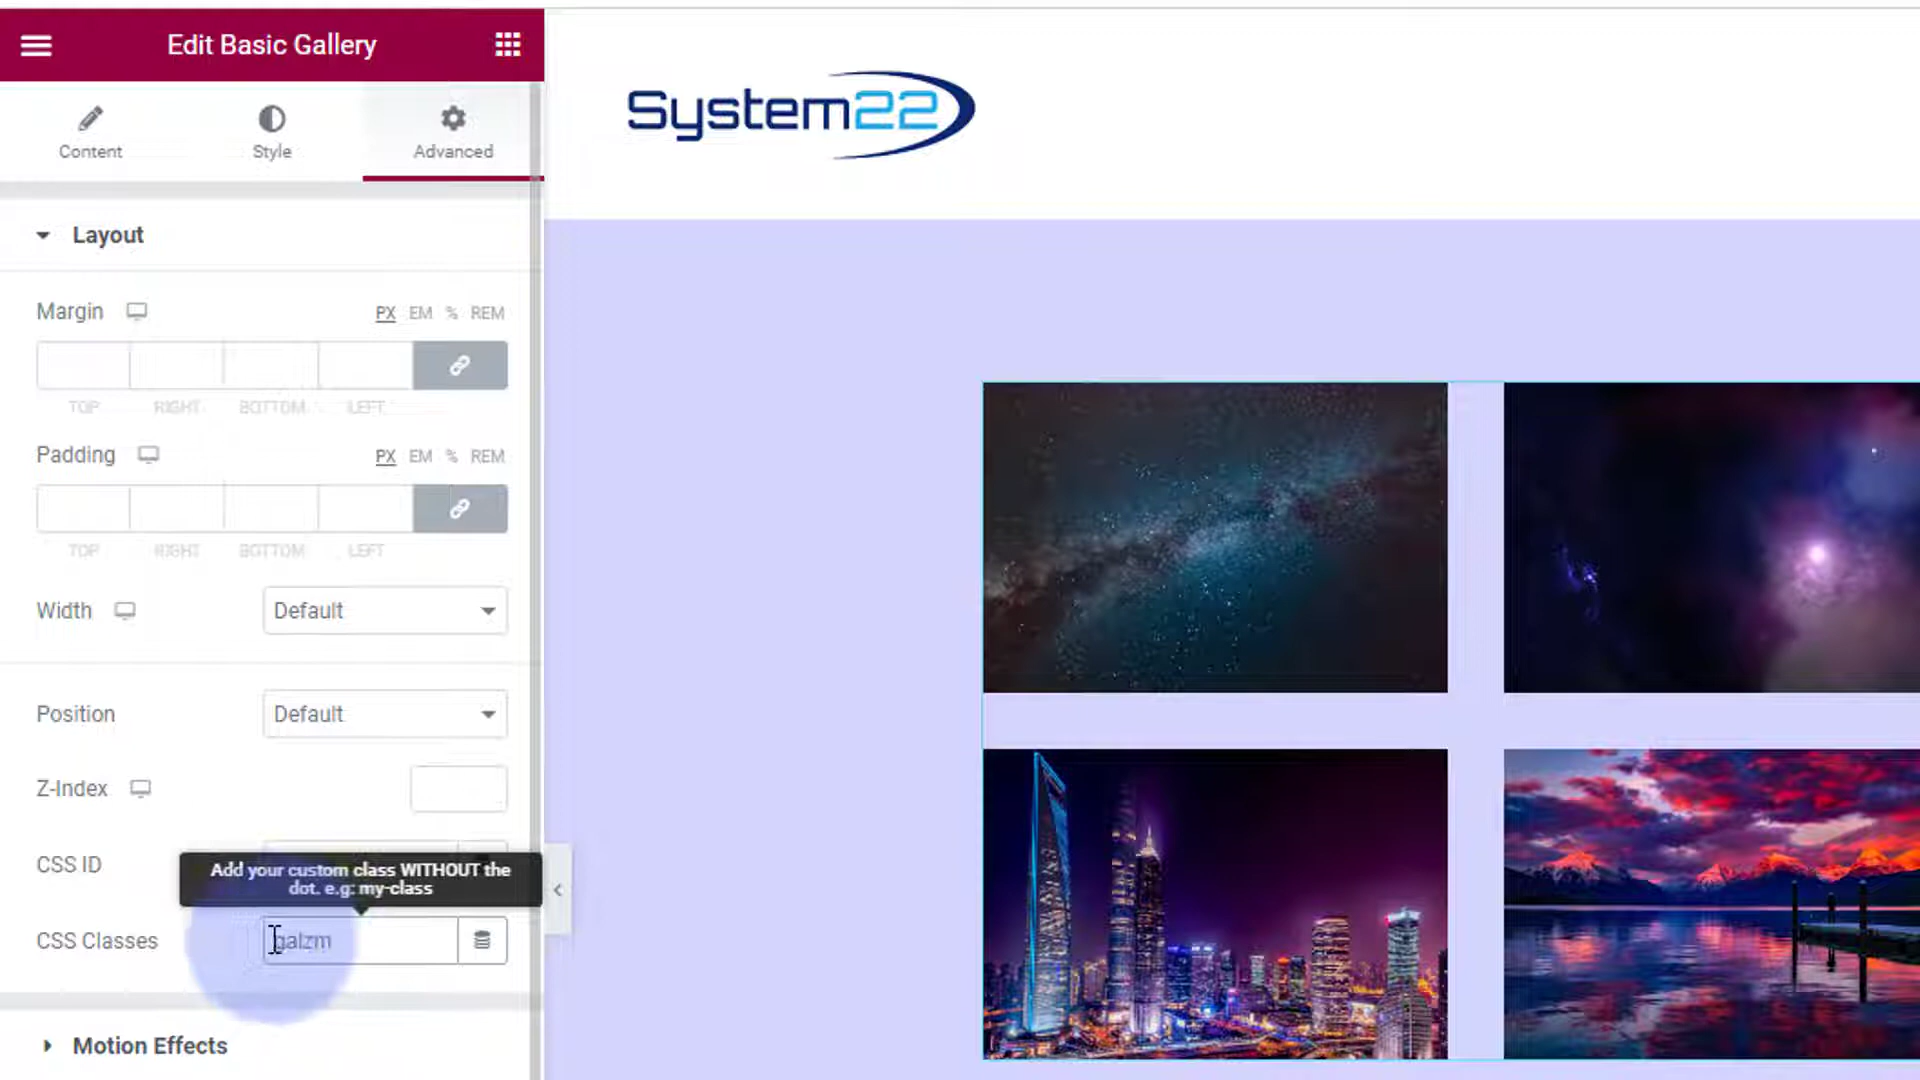 Edit Basic Gallery
Content
Style
Advanced
System22
Layout
Margin
PX EM % REM
TOP RIGHT BOTTOM LEFT
Padding
PX EM % REM
TOP RIGHT BOTTOM LEFT
Width
Default
Position
Default
Z-Index
CSS ID
Add your custom class WITHOUT the
dot. e.g: my-class
CSS Classes
galzm
Motion Effects